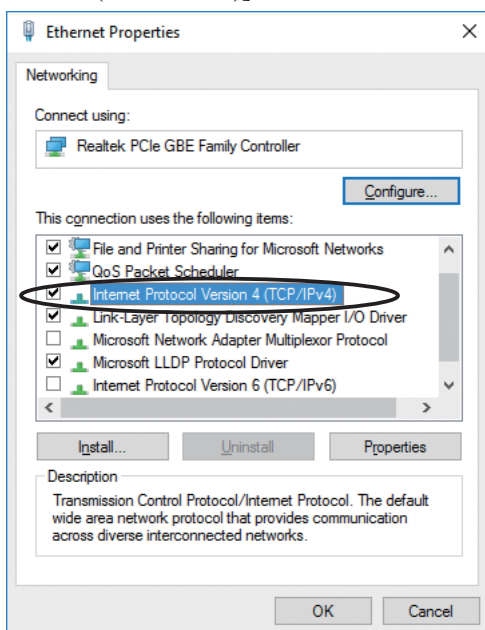 Ethernet Properties
Networking
Connect using:
Realtek PCIe GBE Family Controller
Configure...
This connection uses the following items:
File and Printer Sharing for Microsoft Networks
QoS Packet Scheduler
Internet Protocol Version 4 (TCP/IPv4)
Link-Layer Topology Discovery Mapper I/O Driver
Microsoft Network Adapter Multiplexor Protocol
Microsoft LLDP Protocol Driver
Internet Protocol Version 6 (TCP/IPv6)
Install... Uninstall Properties
Description
Transmission Control Protocol/Internet Protocol. The default
wide area network protocol that provides communication
across diverse interconnected networks.
OK Cancel